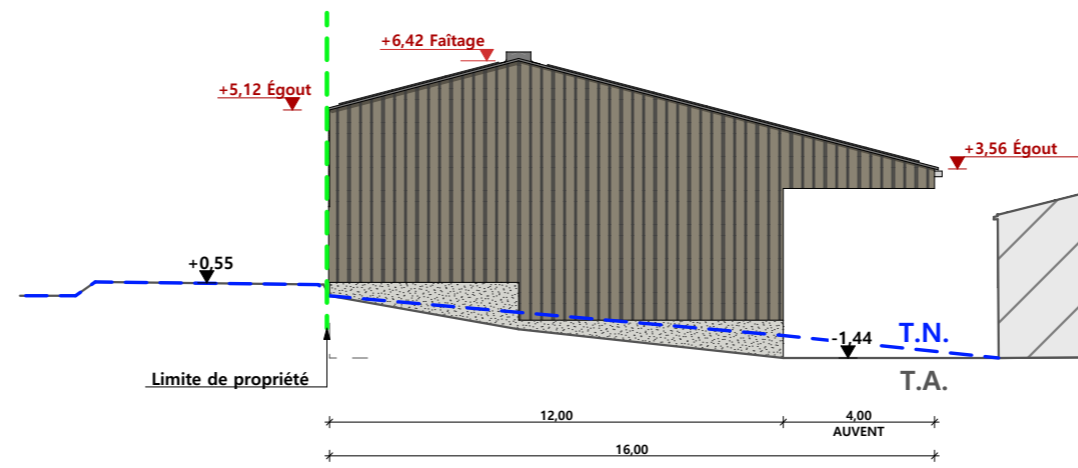 +6,42 Faîtage
+5,12 Égout
+3,56 Égout
+0,55
-1,44
T.N.
T.A.
Limite de propriété
12,00
4,00
AUVENT
16,00